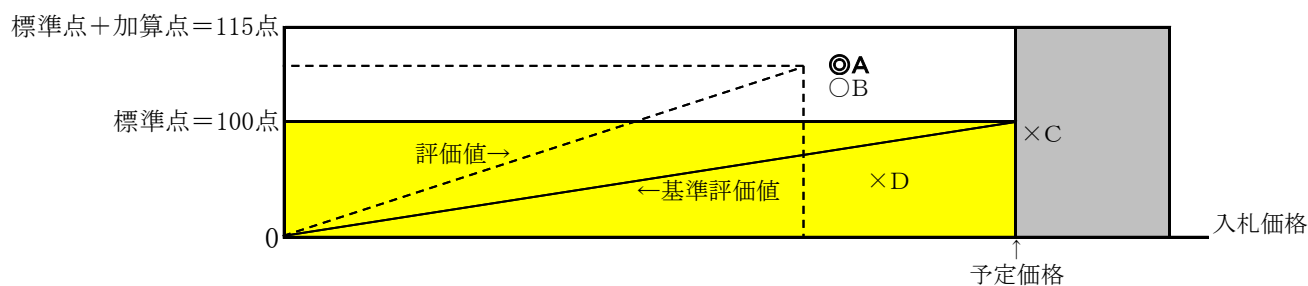 標準点＋加算点＝115点
◎A
○B
標準点＝100点
×C
評価値→
×D
←基準評価値
入札価格
0
↑
予定価格